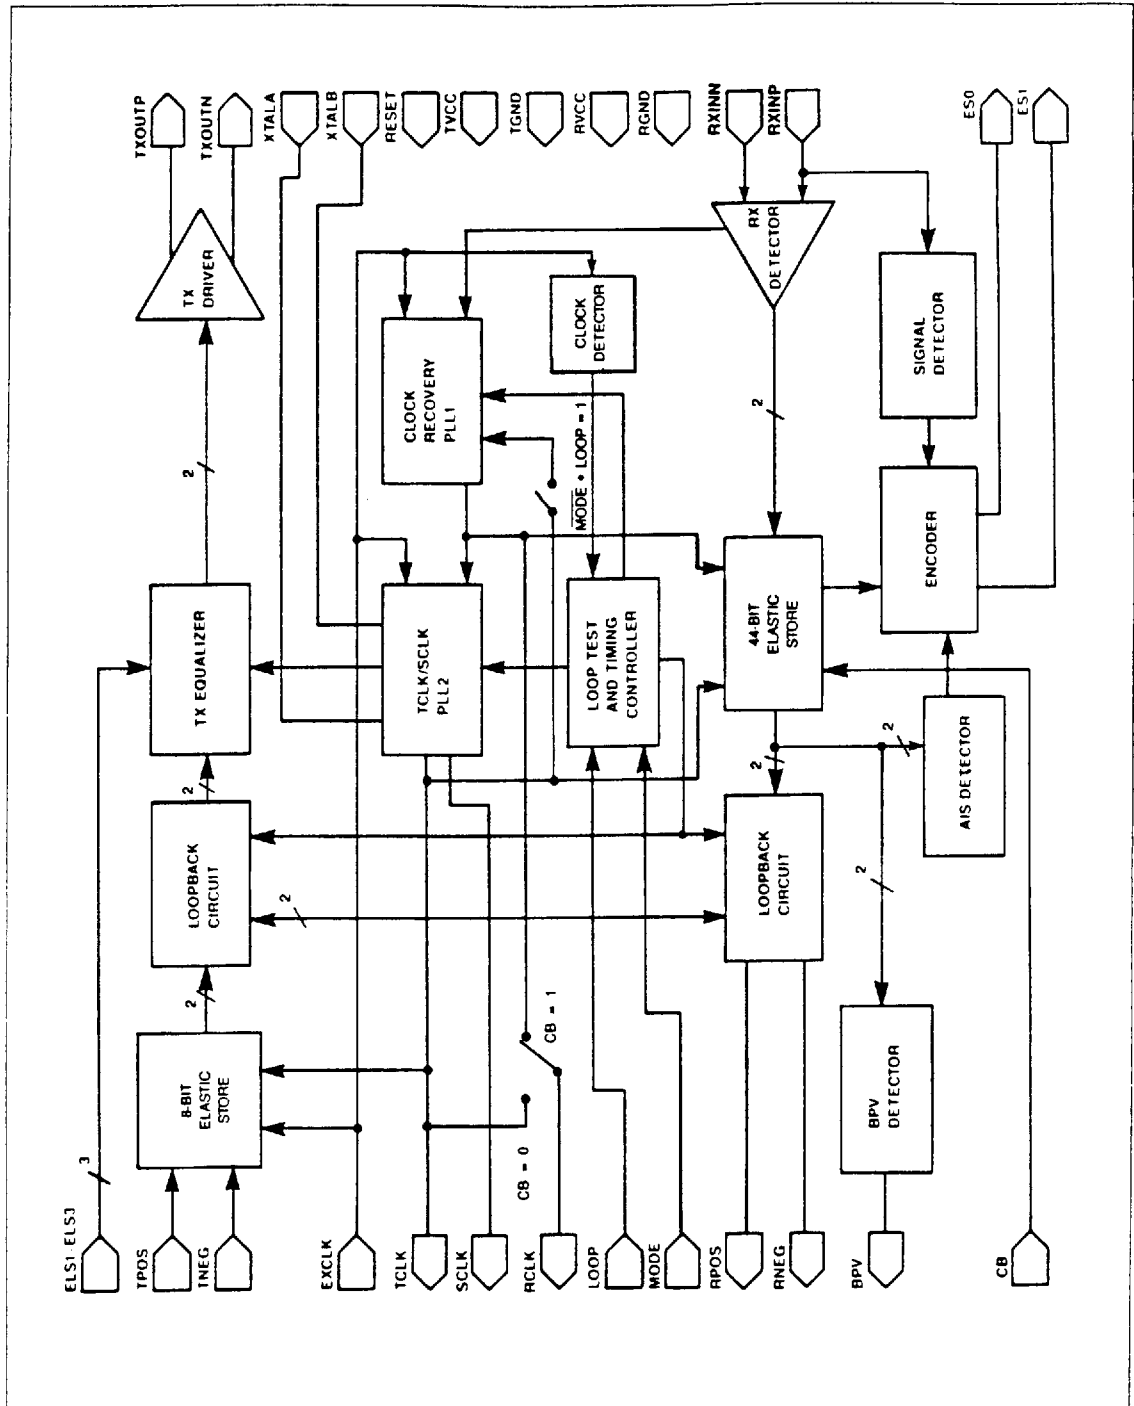 TXOUTP
TXOUTN
XTALA
XTALB
RESET
TVCC
TGND
RVCC
RGND
RXINN
RXINP
ES0
ES1
TX
DRIVER
RX
DETECTOR
CLOCK
DETECTOR
SIGNAL
DETECTOR
CLOCK
RECOVERY
PLL1
2
2
MODE • LOOP = 1
TX EQUALIZER
TCLK/SCLK
PLL2
LOOP TEST
AND TIMING
CONTROLLER
44-BIT
ELASTIC
STORE
ENCODER
2
2
2
AIS DETECTOR
LOOPBACK
CIRCUIT
LOOPBACK
CIRCUIT
2
2
2
8-BIT
ELASTIC
STORE
CB = 1
CB = 0
BPV
DETECTOR
3
ELS1-ELS3
TPOS
TNEG
EXCLK
TCLK
SCLK
RCLK
LOOP
MODE
RPOS
RNEG
BPV
CB